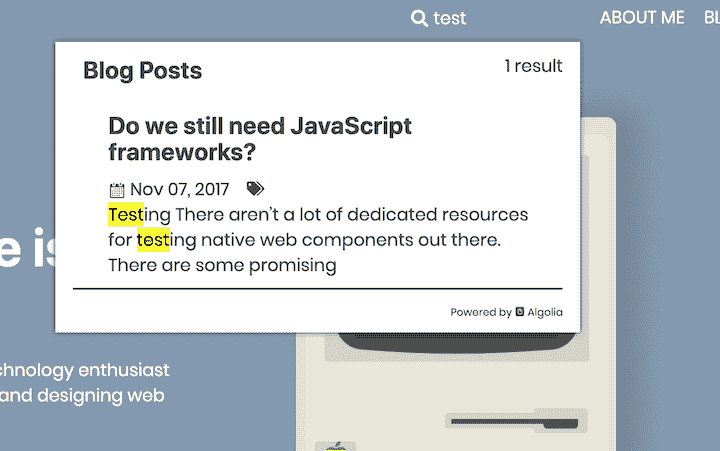 test
ABOUT ME
BL
Blog Posts
1 result
Do we still need JavaScript
frameworks?
Nov 07, 2017
Testing There aren't a lot of dedicated resources
for testing native web components out there.
There are some promising
Powered by Algolia
e is
chnology enthusiast
and designing web